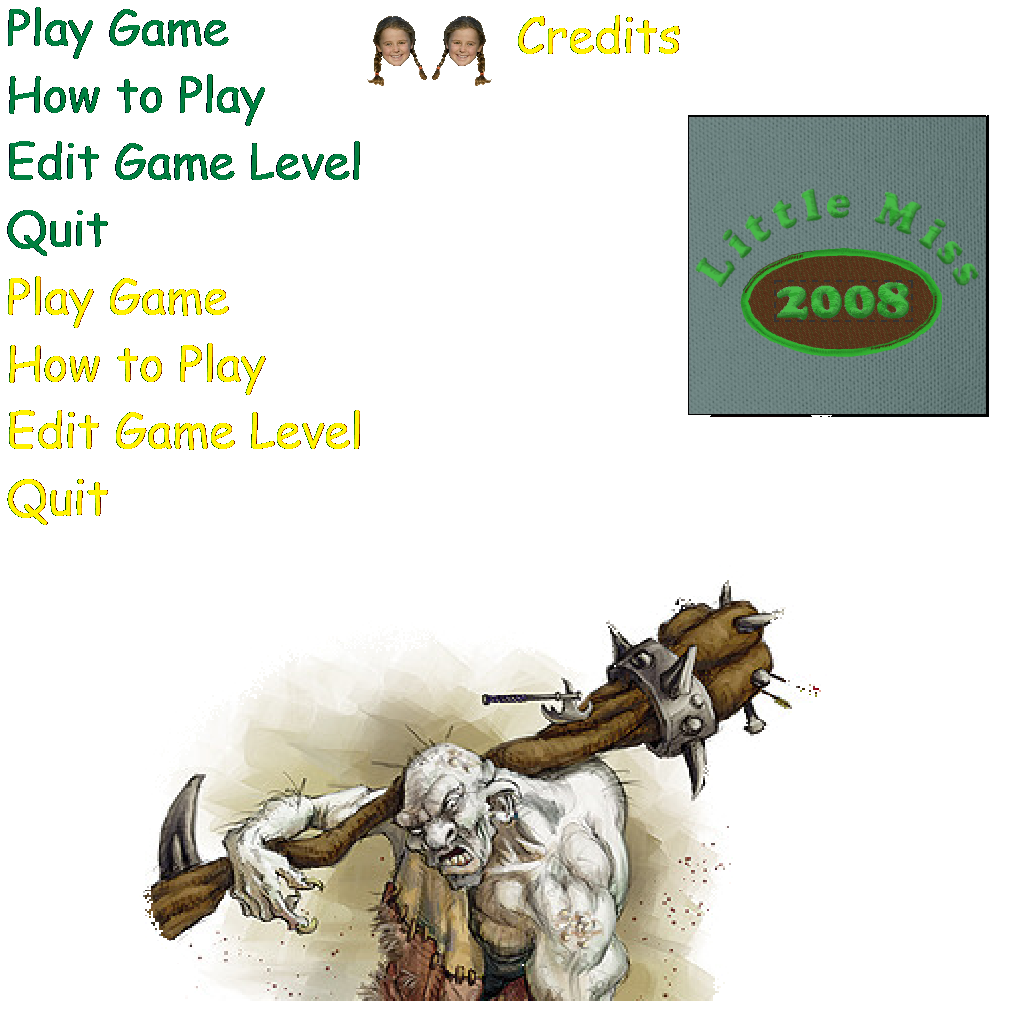 Play Game
Credits
How to Play
Edit Game Level
Quit
Little Miss
2008
Play Game
How to Play
Edit Game Level
Quit